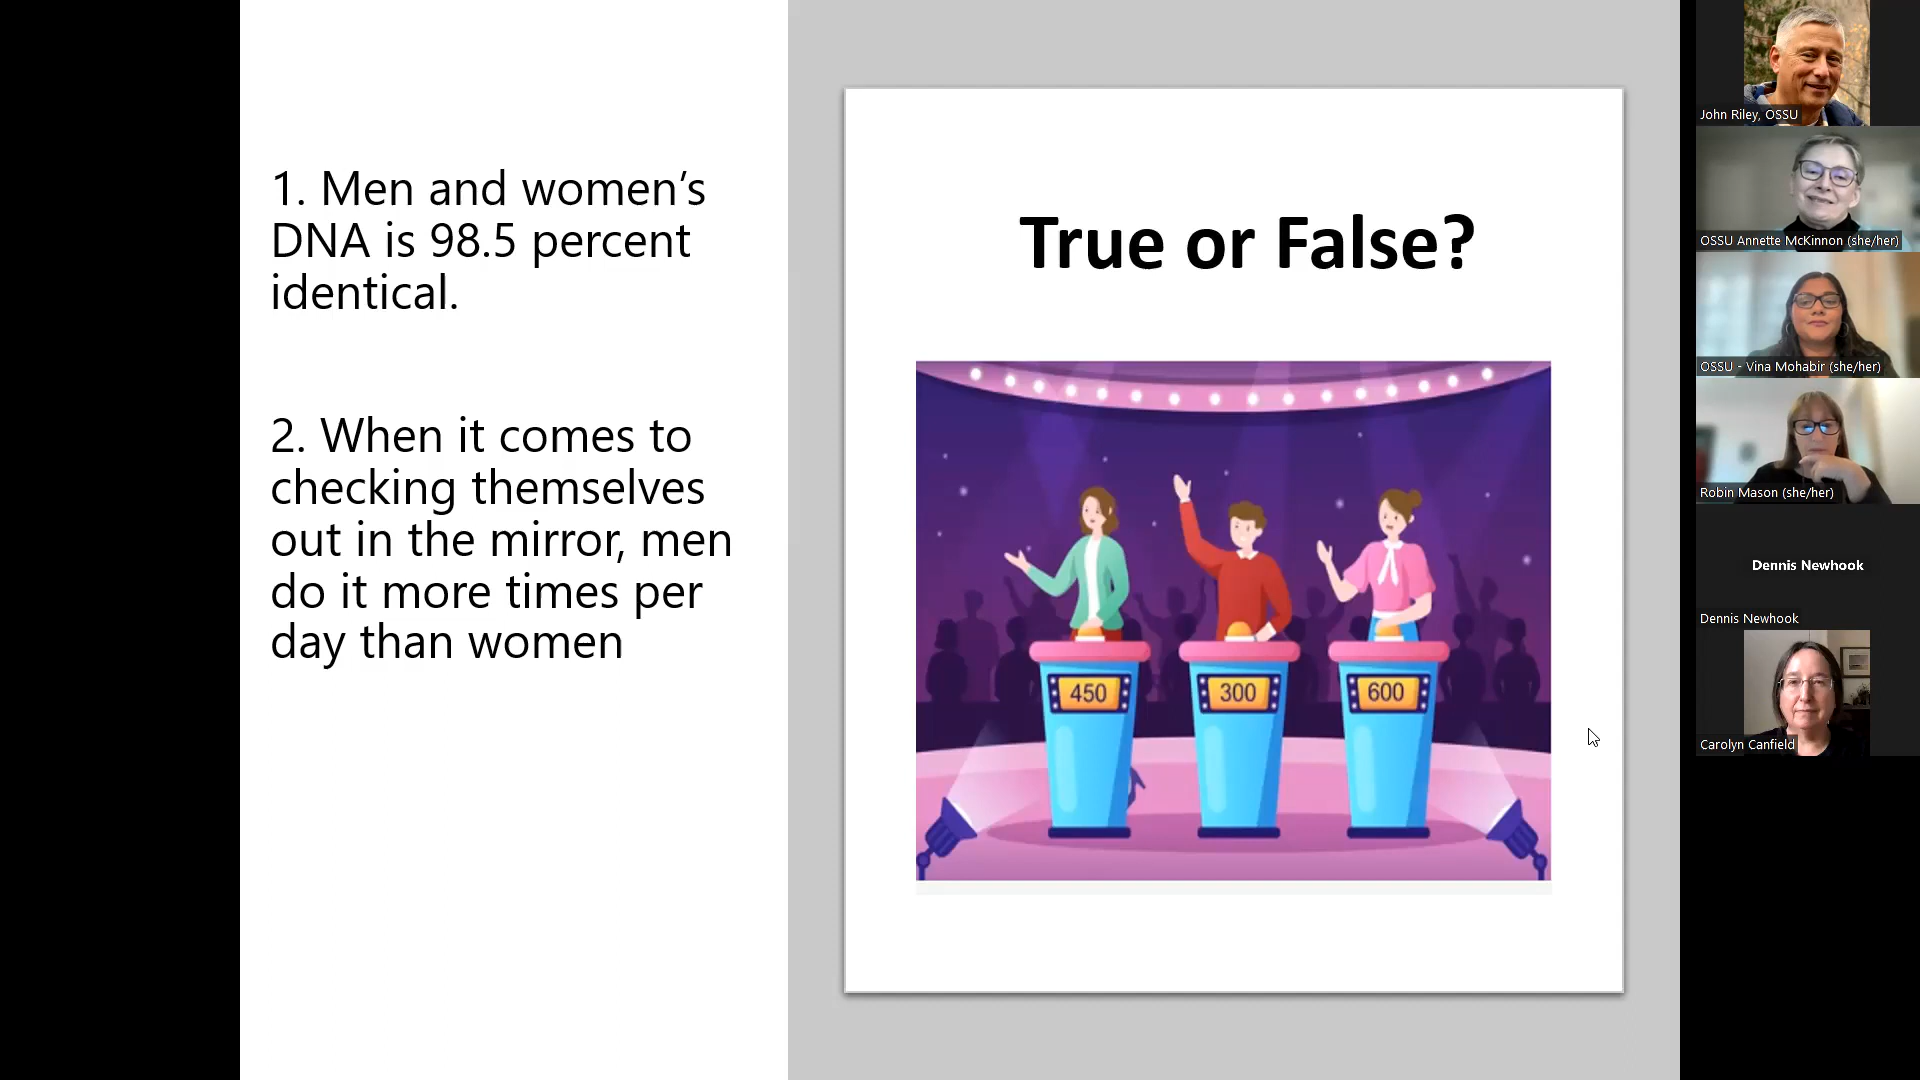 1. Men and women’s
DNA is 98.5 percent
identical.
2. When it comes to
checking themselves
out in the mirror, men
do it more times per
day than women
True or False?
450
300
600
John Riley, OSSU
OSSU Annette McKinnon (she/her)
OSSU - Vina Mohabir (she/her)
Robin Mason (she/her)
Dennis Newhook
Dennis Newhook
Carolyn Canfield